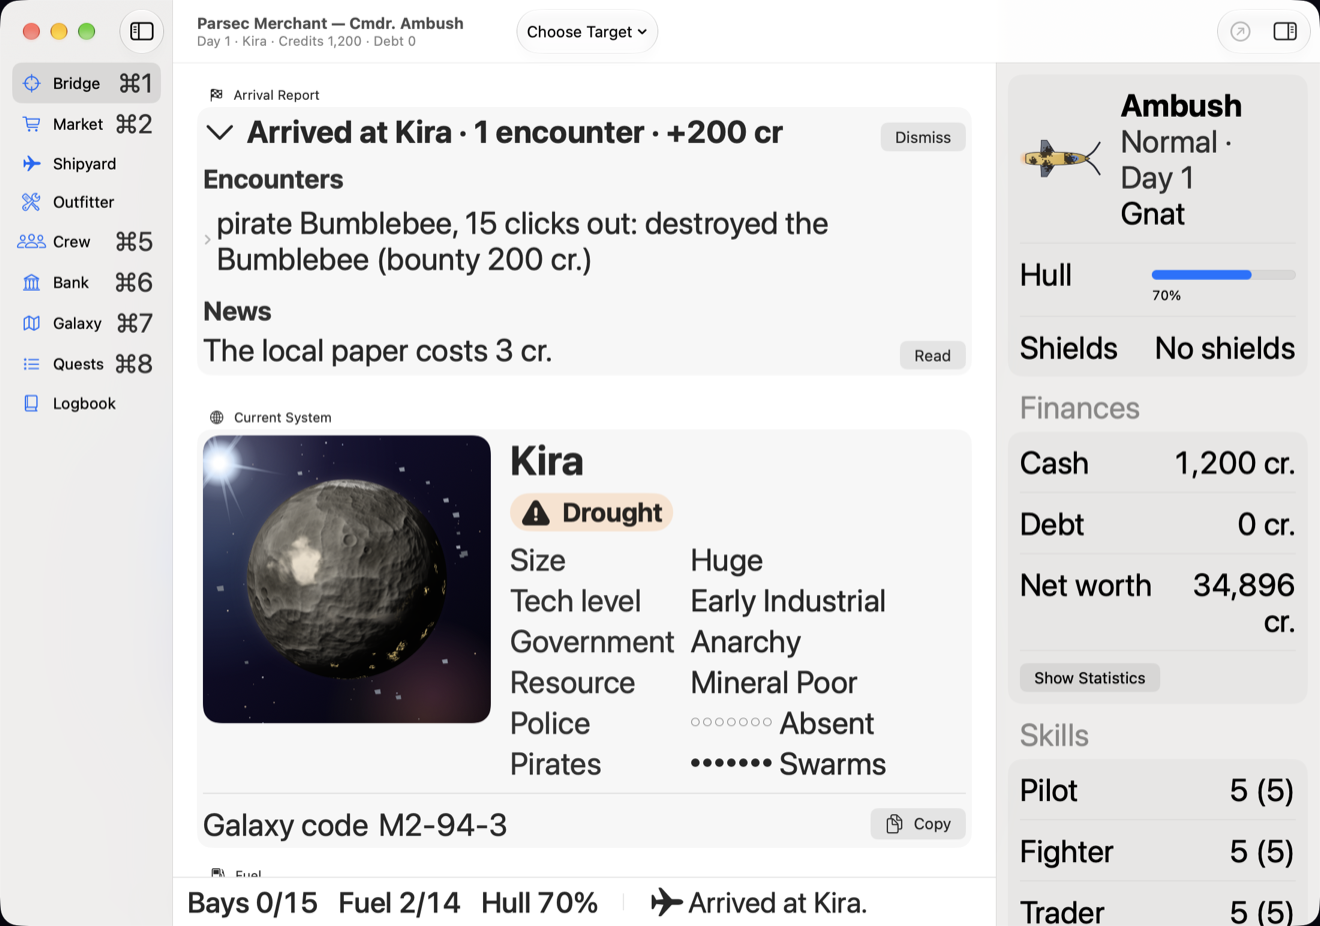 Parsec Merchant — Cmdr. Ambush
Day 1 · Kira · Credits 1,200 · Debt 0
Choose Target
Bridge ⌘1
Market ⌘2
Shipyard
Outfitter
Crew ⌘5
Bank ⌘6
Galaxy ⌘7
Quests ⌘8
Logbook
Arrival Report
Arrived at Kira · 1 encounter · +200 cr
Dismiss
Encounters
pirate Bumblebee, 15 clicks out: destroyed the
Bumblebee (bounty 200 cr.)
News
The local paper costs 3 cr.
Read
Current System
Kira
Drought
Size Huge
Tech level Early Industrial
Government Anarchy
Resource Mineral Poor
Police Absent
Pirates Swarms
Galaxy code M2-94-3
Copy
Fuel
Bays 0/15 Fuel 2/14 Hull 70% Arrived at Kira.
Ambush
Normal ·
Day 1
Gnat
Hull
70%
Shields No shields
Finances
Cash 1,200 cr.
Debt 0 cr.
Net worth 34,896
cr.
Show Statistics
Skills
Pilot 5 (5)
Fighter 5 (5)
Trader 5 (5)